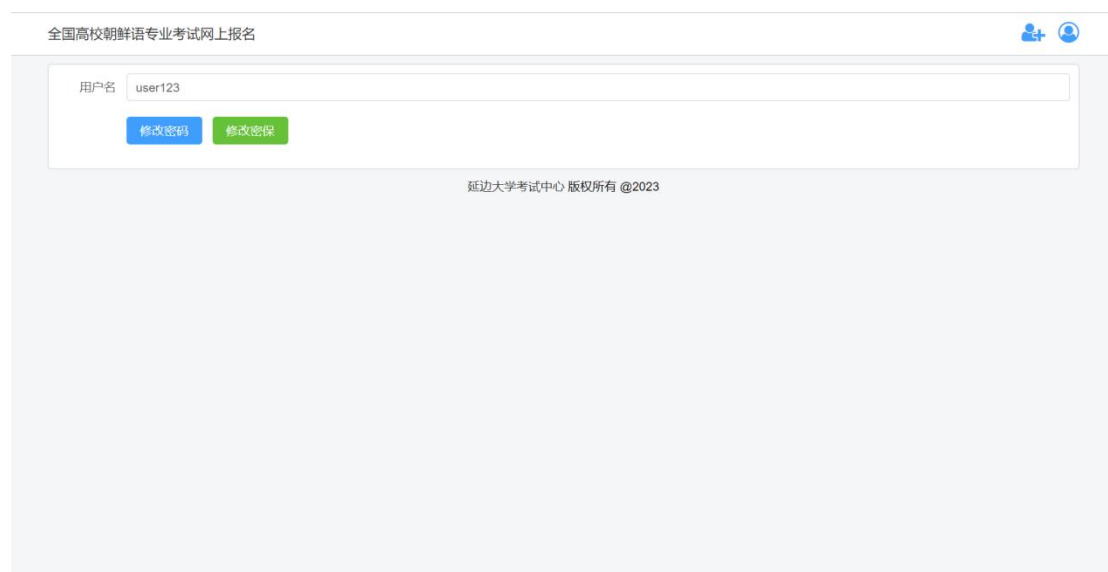 全国高校朝鲜语专业考试网上报名
用户名 user123
修改密码 修改密保
延边大学考试中心 版权所有 @2023